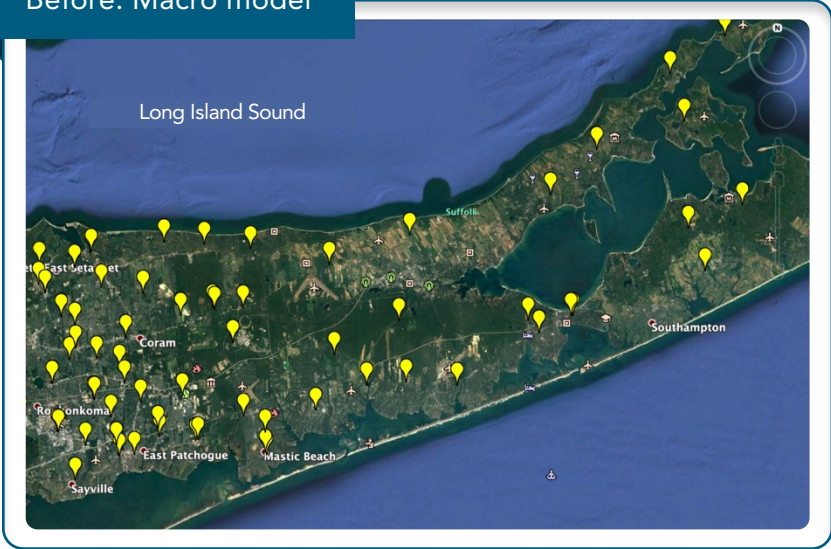 Before: Macro model
N
Long Island Sound
Suffolk
East Setauket
Coram
Southampton
Ronkonkoma
East Patchogue
Mastic Beach
Sayville